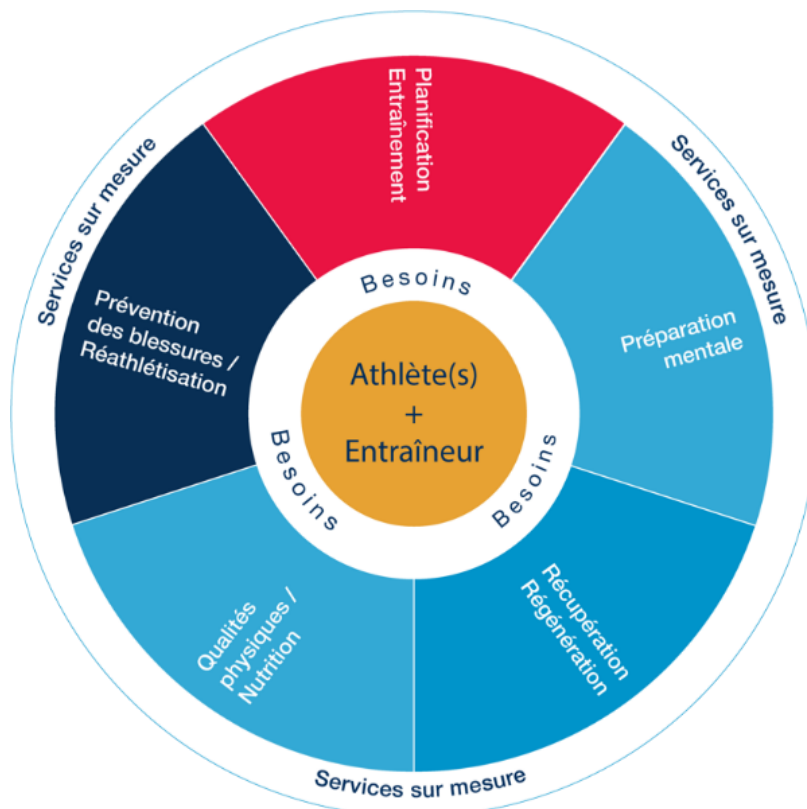 Services sur mesure
Services sur mesure
Planification
Entraînement
Préparation
mentale
Récupération
Régénération
Qualités
physiques /
Nutrition
Prévention
des blessures /
Réathlétisation
Besoins
Besoins
Besoins
Athlète(s)
+
Entraîneur
Services sur mesure